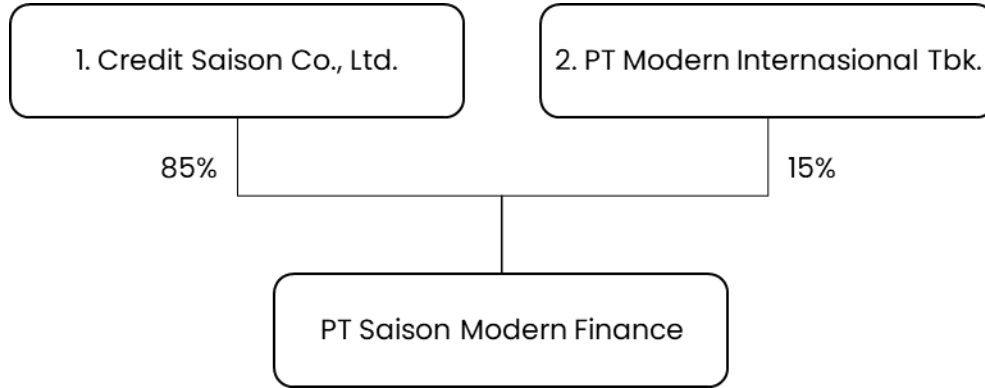 1. Credit Saison Co., Ltd.
2. PT Modern Internasional Tbk.
85%
15%
PT Saison Modern Finance